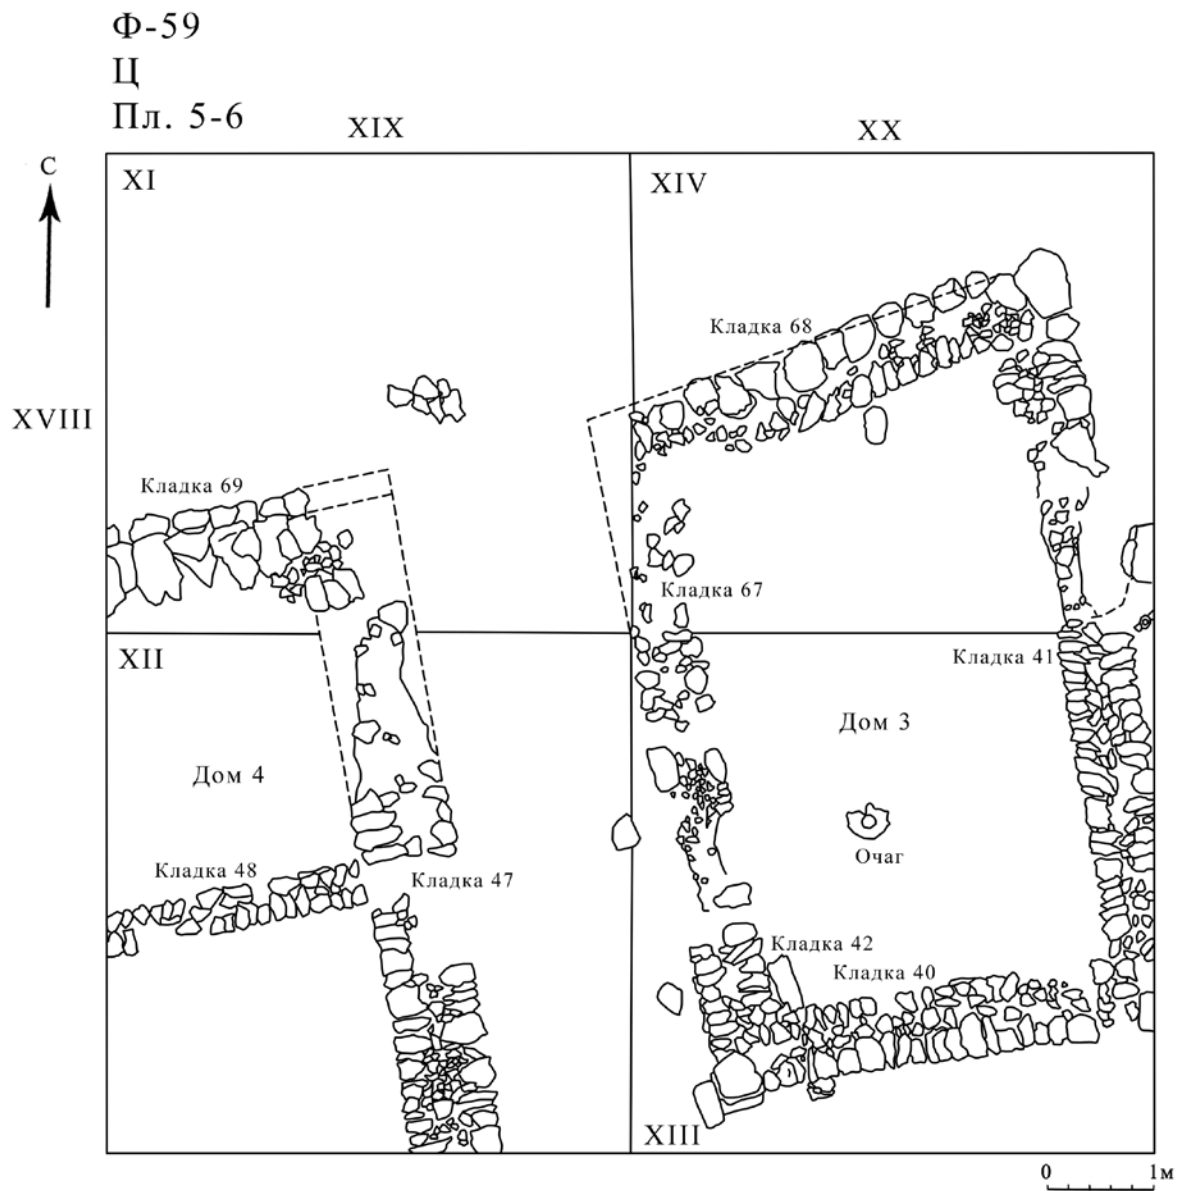 Ф-59
Ц
Пл. 5-6
XIX
XX
С
XI
XIV
Кладка 68
XVIII
Кладка 69
Кладка 67
XII
Кладка 41
Дом 3
Дом 4
Очаг
Кладка 48
Кладка 47
Кладка 42
Кладка 40
XIII
0
1м